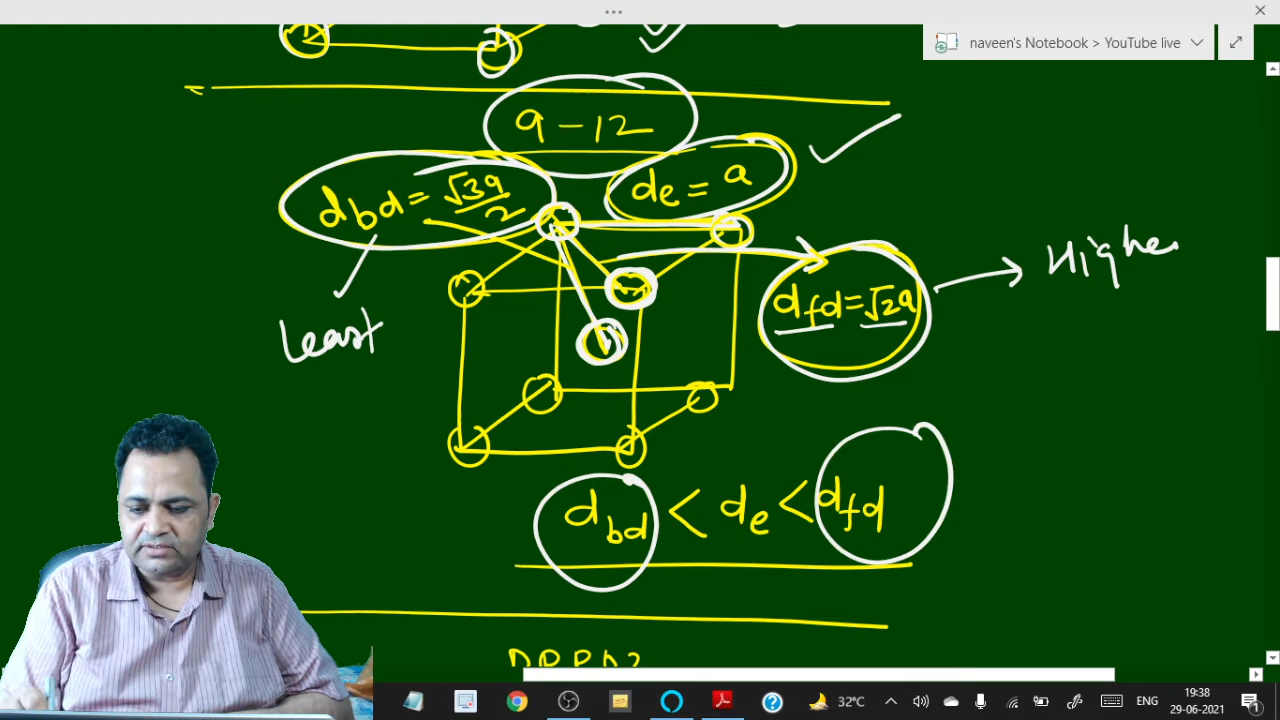 naveen's Notebook > YouTube live
9-12
dbd = √3a/2
de = a
dfd = √2a
Higher
Least
dbd < de < dfd
32°C
ENG
19:38
29-06-2021